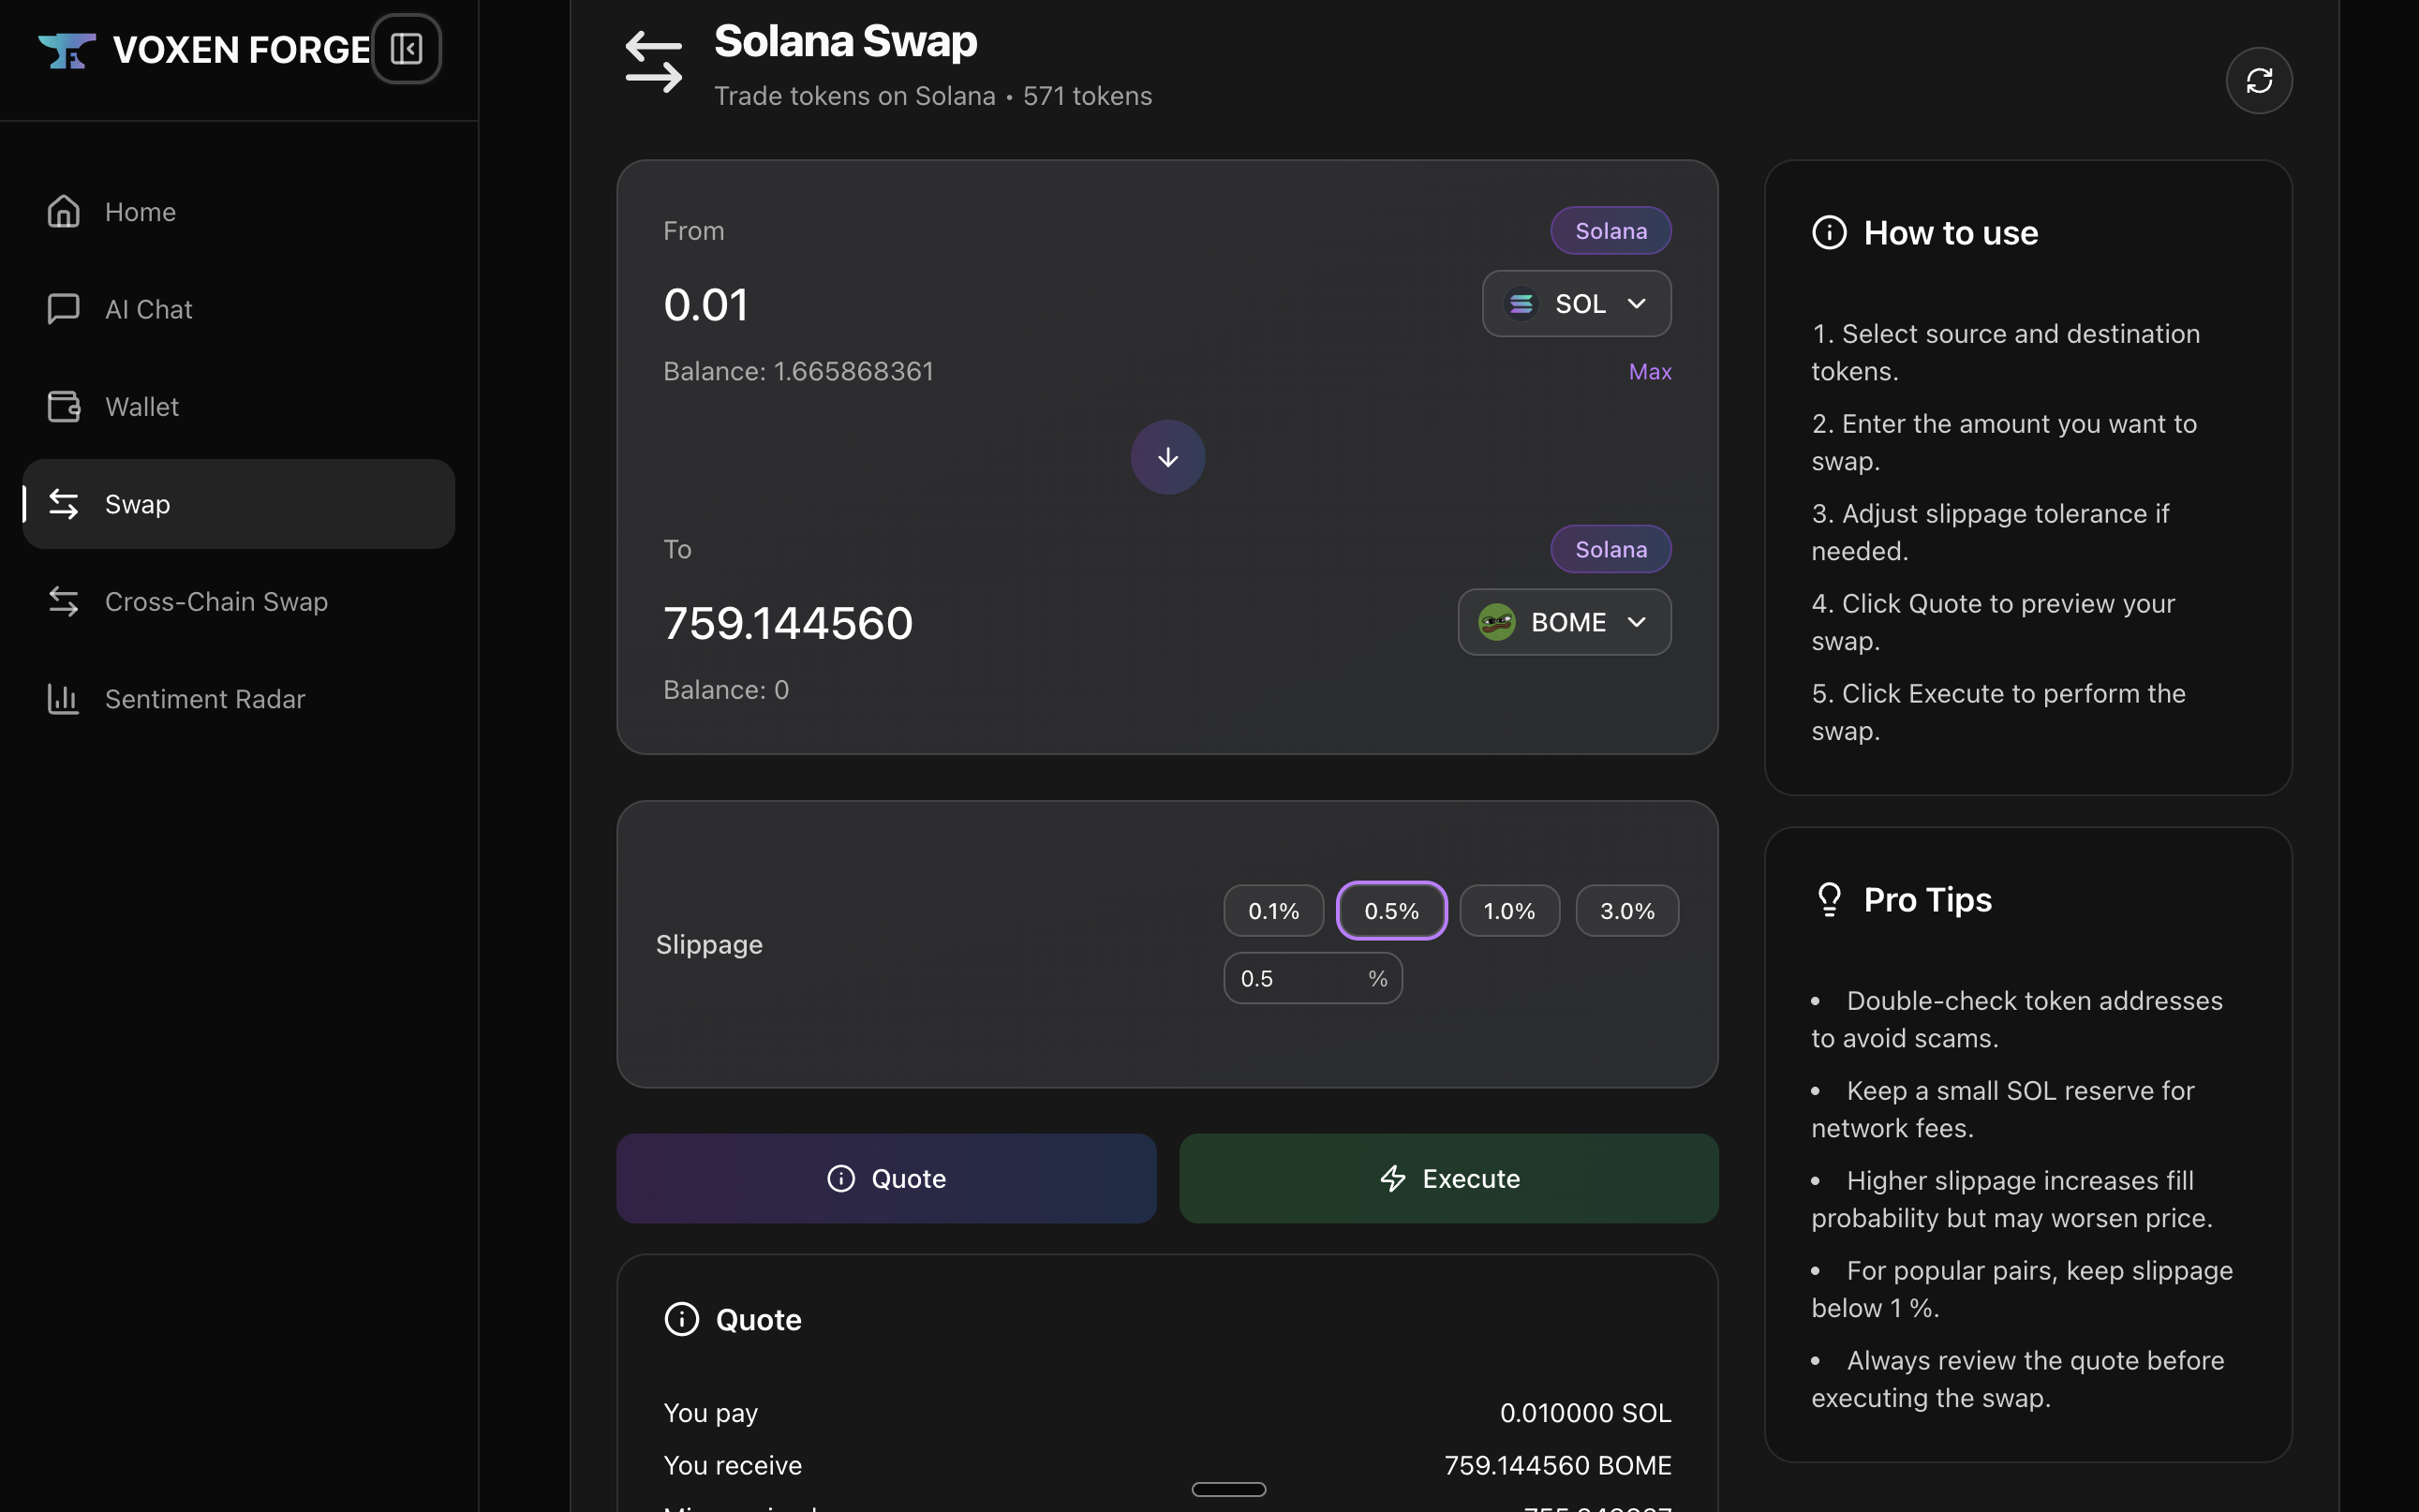 VOXEN FORGE
Home
AI Chat
Wallet
Swap
Cross-Chain Swap
Sentiment Radar
Solana Swap
Trade tokens on Solana • 571 tokens
From
Solana
0.01
SOL
Balance: 1.665868361
Max
To
Solana
759.144560
BOME
Balance: 0
Slippage
0.1%
0.5%
1.0%
3.0%
0.5 %
Quote
Execute
Quote
You pay
0.010000 SOL
You receive
759.144560 BOME
How to use
1. Select source and destination
tokens.
2. Enter the amount you want to
swap.
3. Adjust slippage tolerance if
needed.
4. Click Quote to preview your
swap.
5. Click Execute to perform the
swap.
Pro Tips
• Double-check token addresses
to avoid scams.
• Keep a small SOL reserve for
network fees.
• Higher slippage increases fill
probability but may worsen price.
• For popular pairs, keep slippage
below 1 %.
• Always review the quote before
executing the swap.